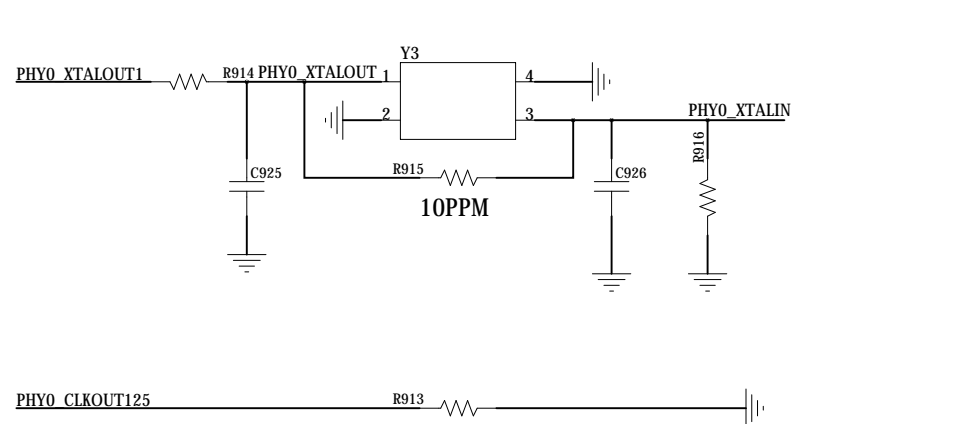 Y3
PHY0_XTALOUT1 R914 PHY0_XTALOUT 1 4
2 3 PHY0_XTALIN
R916
C925 R915 C926
10PPM
PHY0_CLKOUT125 R913